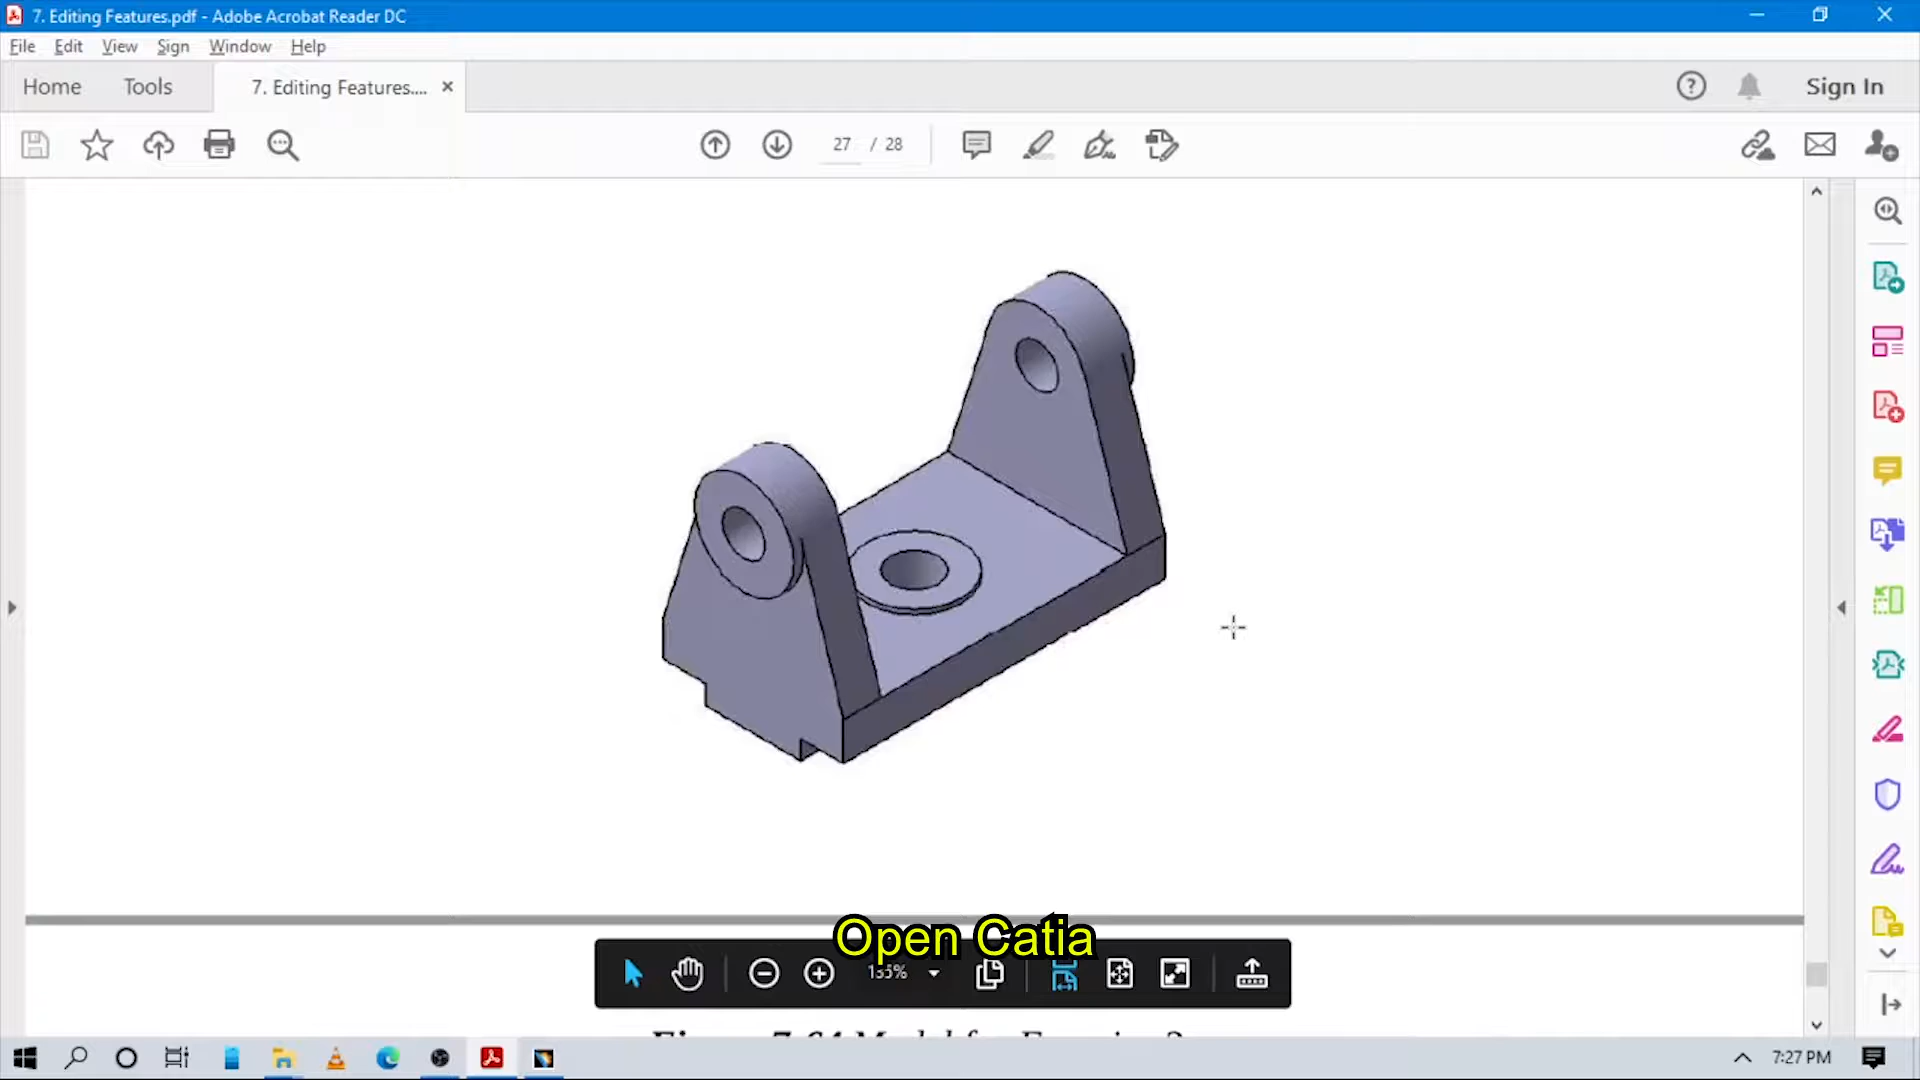 7. Editing Features.pdf - Adobe Acrobat Reader DC
File Edit View Sign Window Help
Home Tools 7. Editing Features.... × Sign In
27 / 28
Open Catia
135%
7:27 PM